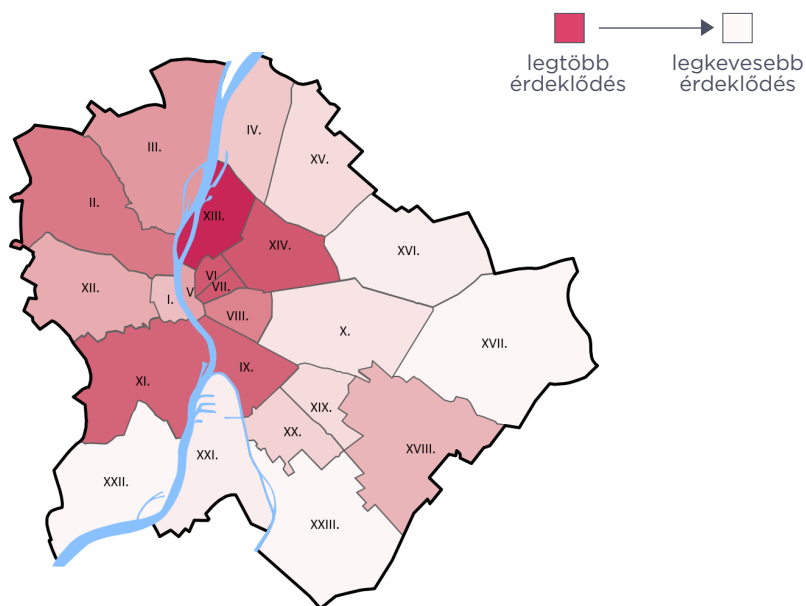 legtöbb
érdeklődés
legkevesebb
érdeklődés
IV.
III.
XV.
II.
XIII.
XIV.
XVI.
VI
XII.
VII.
V.
I.
VIII.
X.
XVII.
IX.
XI.
XIX.
XX.
XVIII.
XXI.
XXII.
XXIII.